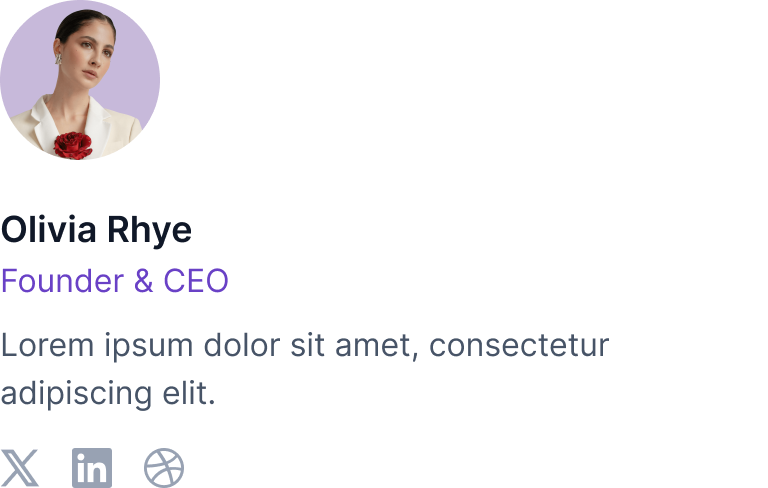 Olivia Rhye
Founder & CEO
Lorem ipsum dolor sit amet, consectetur
adipiscing elit.